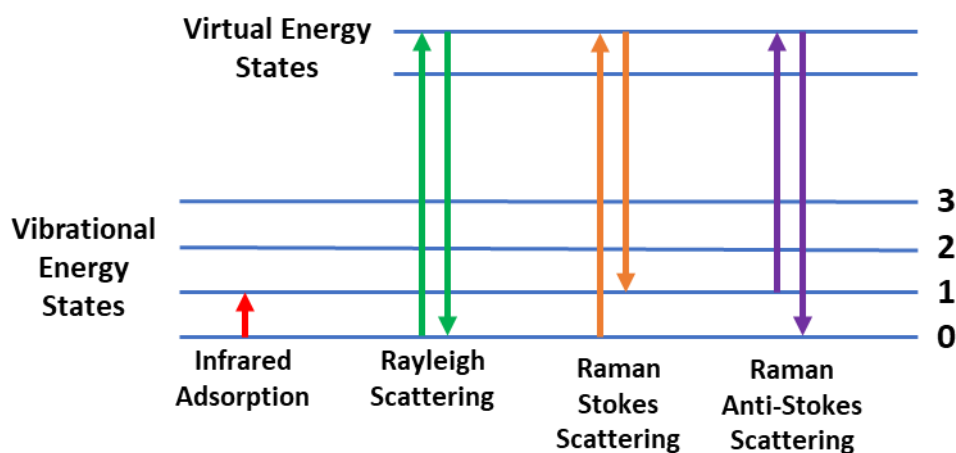 Virtual Energy
States
3
2
1
0
Vibrational
Energy
States
Infrared
Adsorption
Rayleigh
Scattering
Raman
Stokes
Scattering
Raman
Anti-Stokes
Scattering